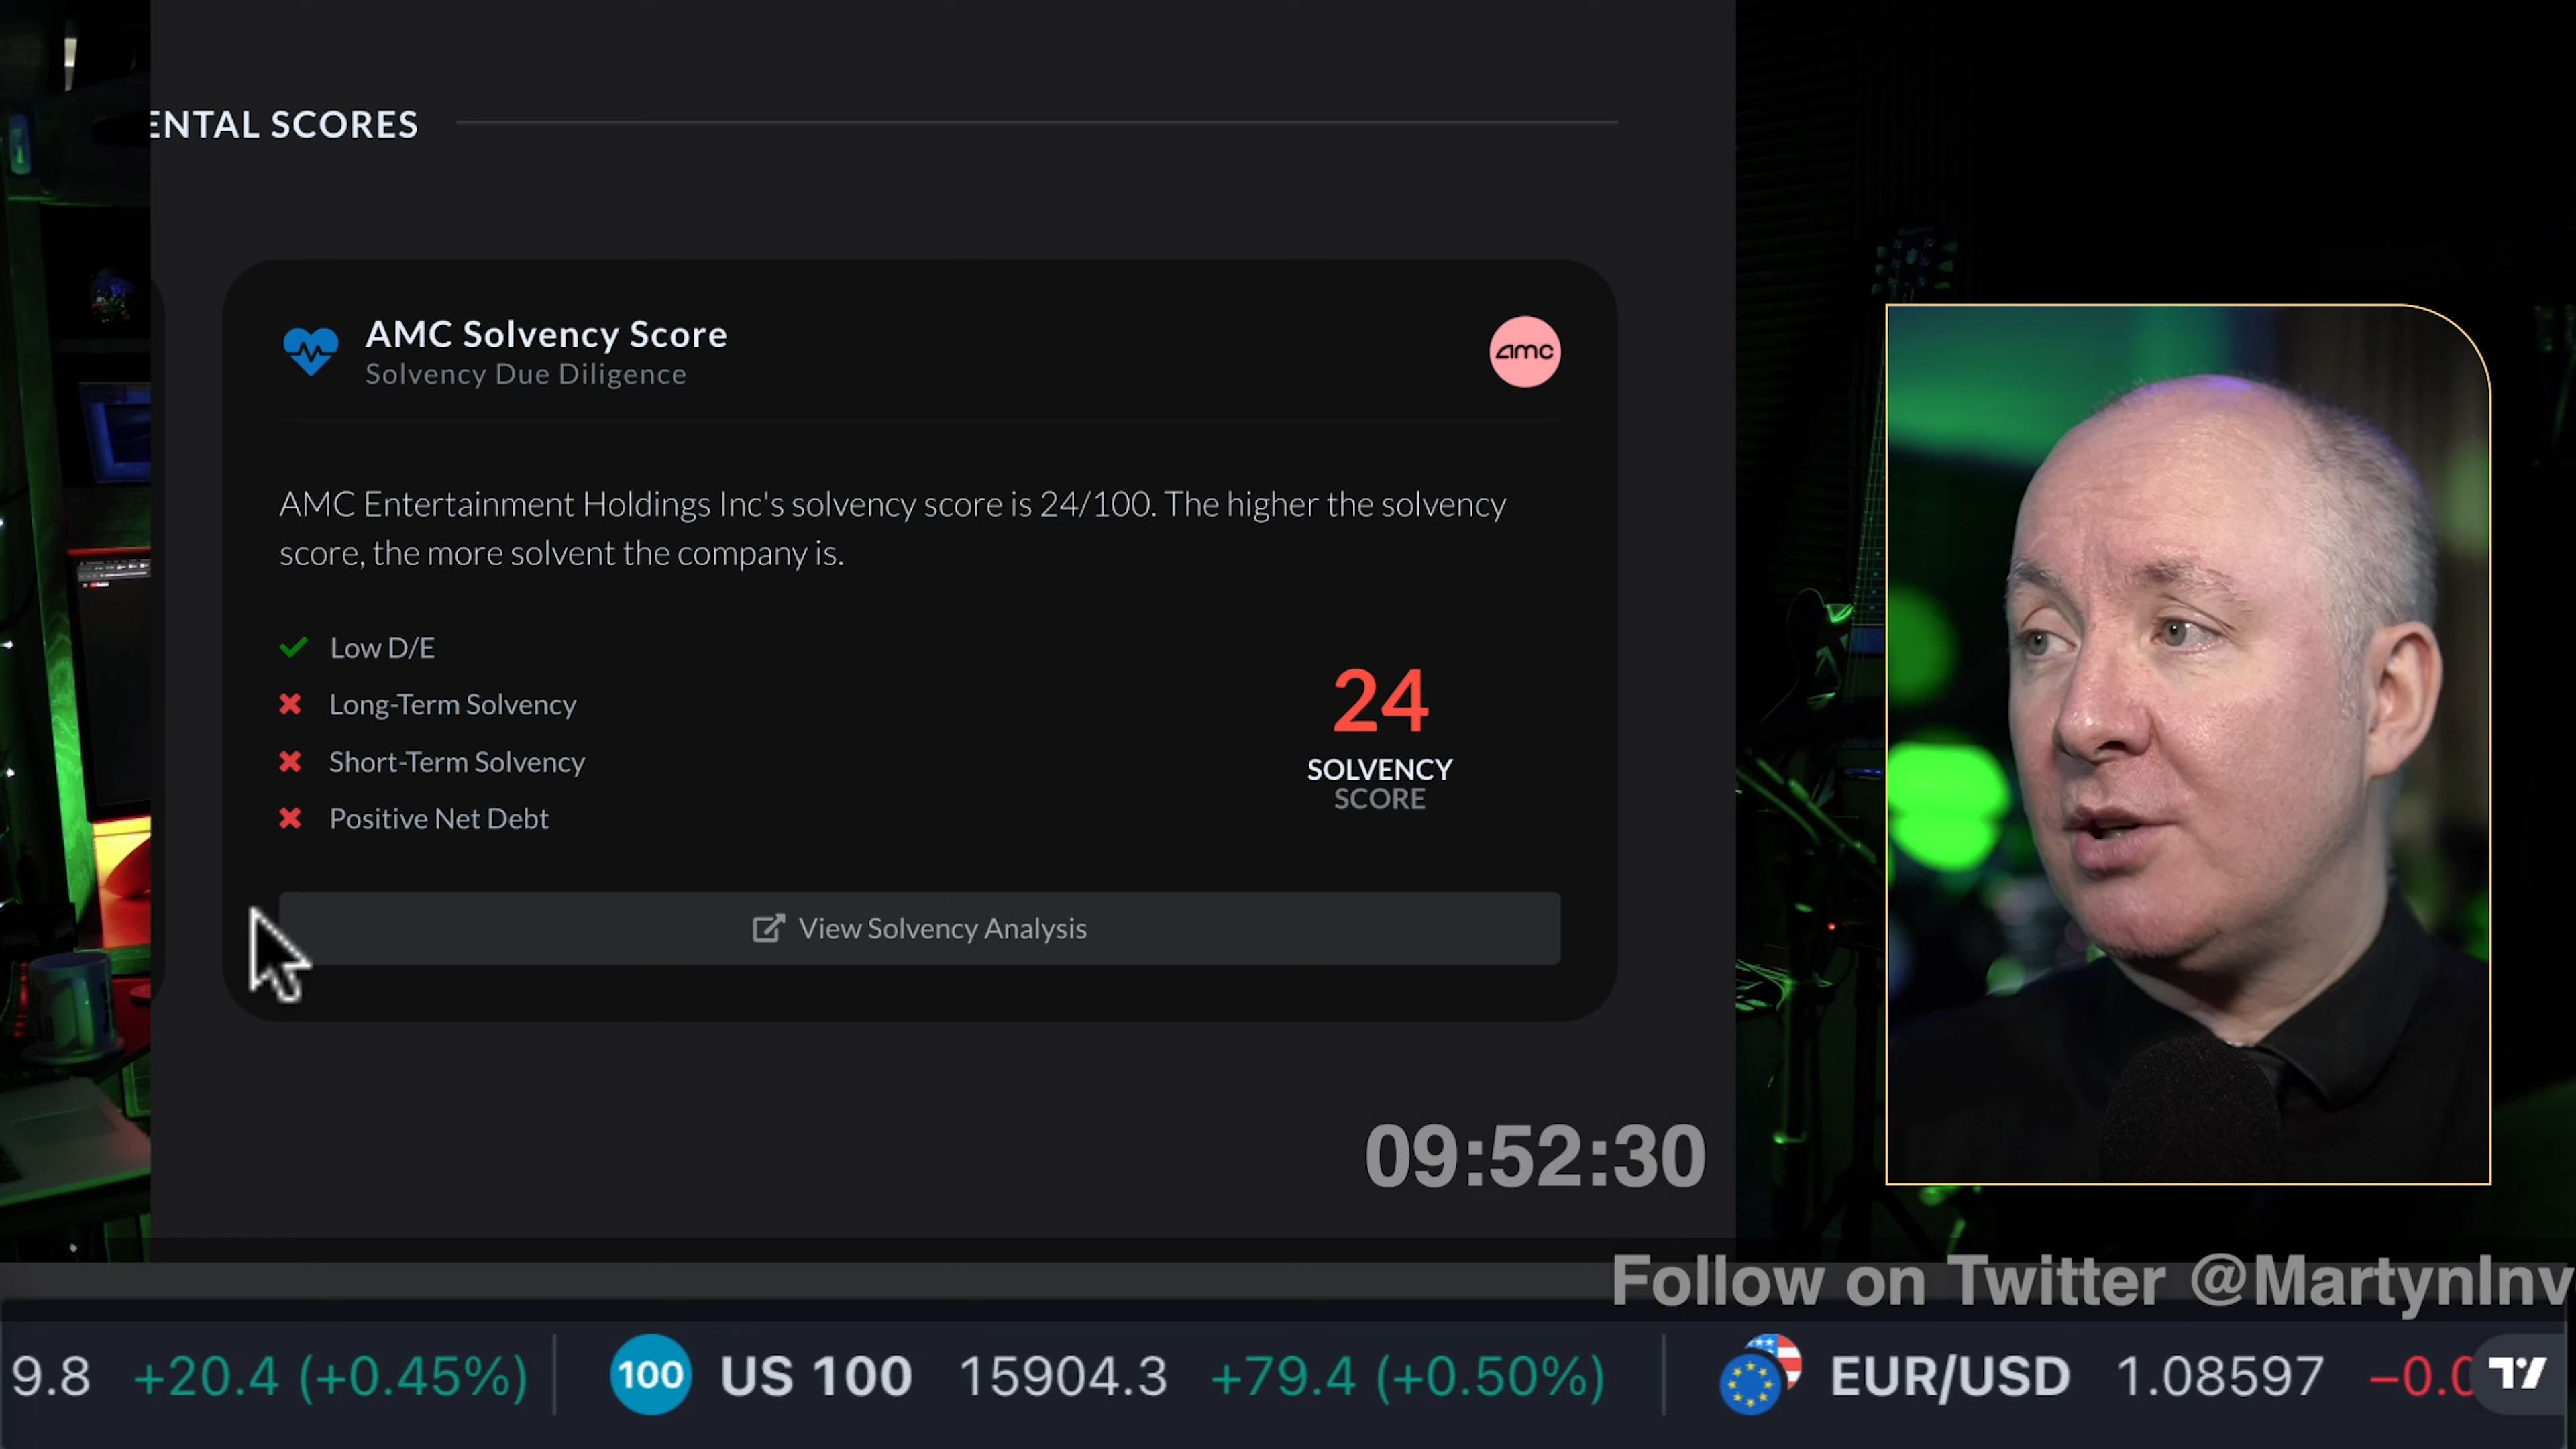 ENTAL SCORES
AMC Solvency Score
Solvency Due Diligence
amc
AMC Entertainment Holdings Inc's solvency score is 24/100. The higher the solvency
score, the more solvent the company is.
Low D/E
Long-Term Solvency
Short-Term Solvency
Positive Net Debt
24
SOLVENCY
SCORE
View Solvency Analysis
09:52:30
Follow on Twitter @MartynInv
9.8 +20.4 (+0.45%) 100 US 100 15904.3 +79.4 (+0.50%) EUR/USD 1.08597 −0.0